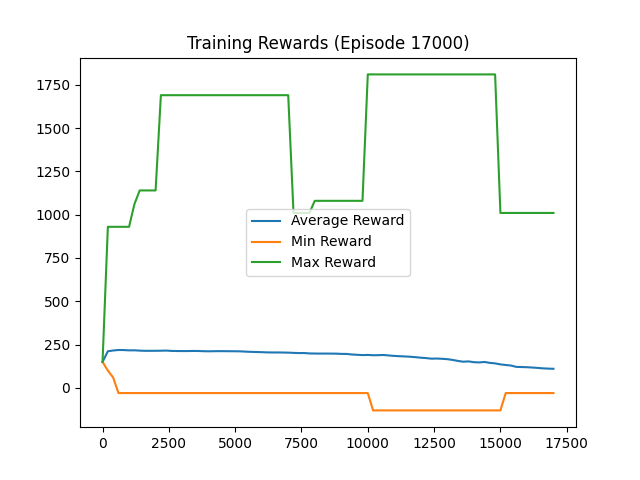 Training Rewards (Episode 17000)
1750
1500
1250
1000
750
500
250
0
Average Reward
Min Reward
Max Reward
0 2500 5000 7500 10000 12500 15000 17500